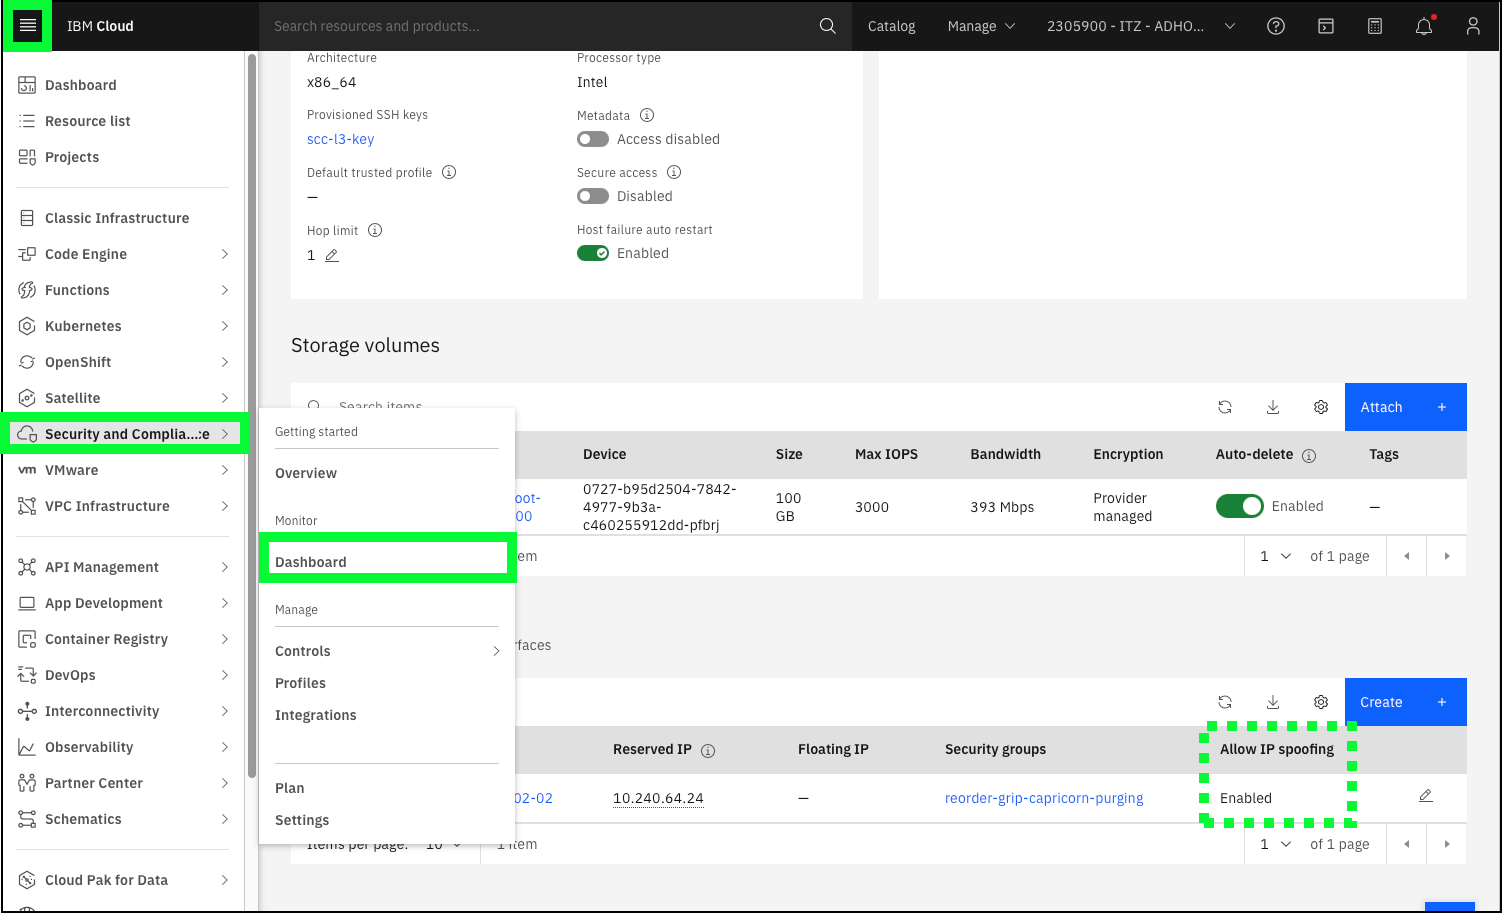 IBM Cloud
Search resources and products...
Catalog
Manage
2305900 - ITZ - ADHO...
Dashboard
Resource list
Projects
Classic Infrastructure
Code Engine
Functions
Kubernetes
OpenShift
Satellite
Security and Complia...:e
VMware
VPC Infrastructure
API Management
App Development
Container Registry
DevOps
Interconnectivity
Observability
Partner Center
Schematics
Cloud Pak for Data
Getting started
Overview
Monitor
Dashboard
Manage
Controls
Profiles
Integrations
Plan
Settings
Architecture
x86_64
Processor type
Intel
Provisioned SSH keys
scc-l3-key
Metadata
Access disabled
Default trusted profile
—
Secure access
Disabled
Hop limit
1
Host failure auto restart
Enabled
Storage volumes
Search items
Attach +
Device Size Max IOPS Bandwidth Encryption Auto-delete Tags
oot-
00
0727-b95d2504-7842-
4977-9b3a-
c460255912dd-pfbrj
100
GB
3000
393 Mbps
Provider
managed
Enabled
—
em
1 of 1 page
rfaces
Create +
Reserved IP Floating IP Security groups Allow IP spoofing
02-02 10.240.64.24 — reorder-grip-capricorn-purging Enabled
Items per page: 10 1 item
1 of 1 page